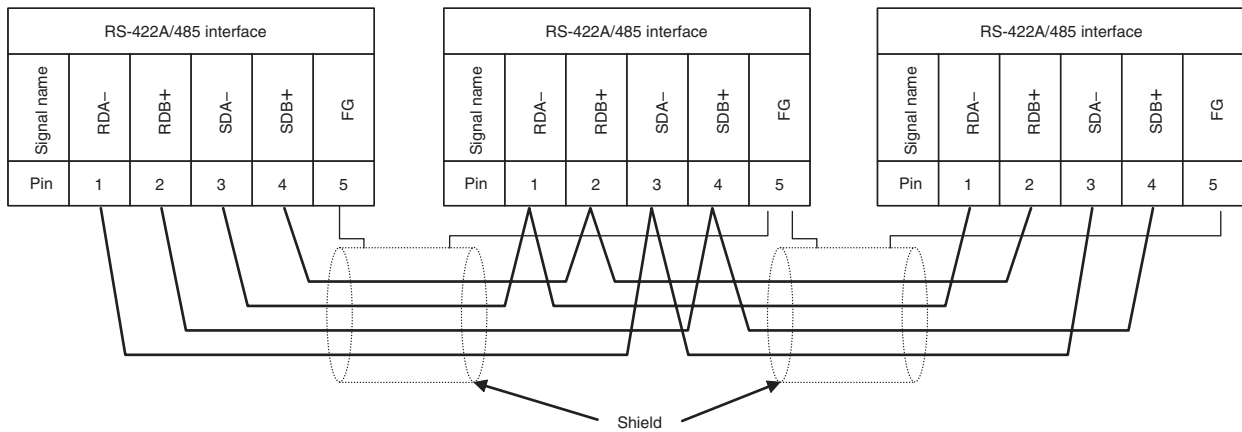 RS-422A/485 interface
Signal name RDA− RDB+ SDA− SDB+ FG
Pin 1 2 3 4 5
RS-422A/485 interface
Signal name RDA− RDB+ SDA− SDB+ FG
Pin 1 2 3 4 5
RS-422A/485 interface
Signal name RDA− RDB+ SDA− SDB+ FG
Pin 1 2 3 4 5
Shield